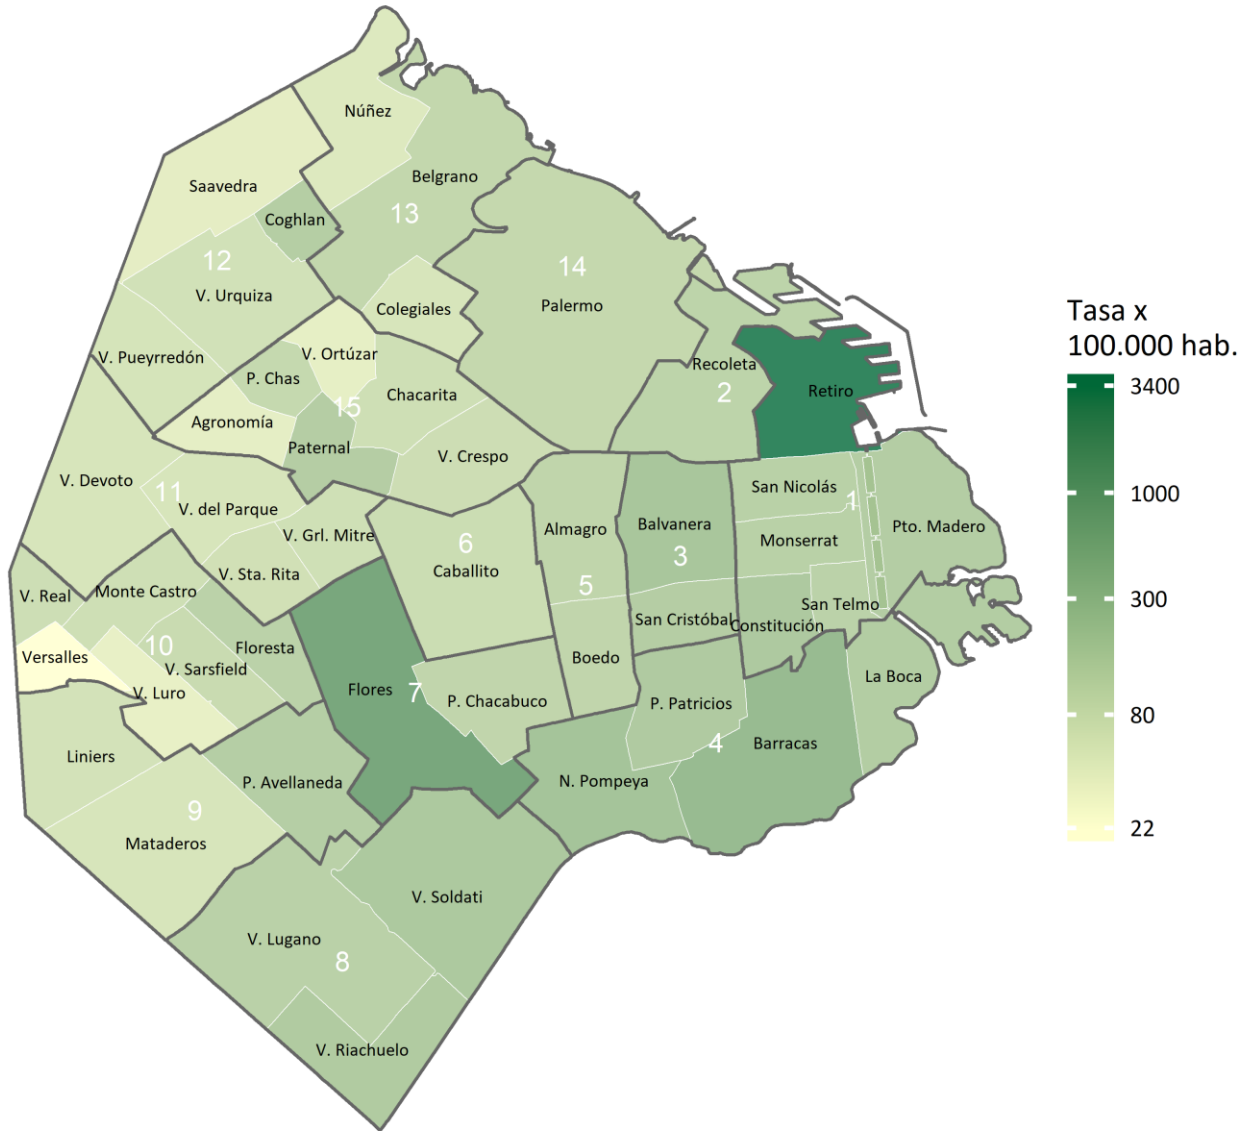 Núñez
Belgrano
Saavedra
Coghlan
13
12
14
V. Urquiza
Palermo
Colegiales
V. Pueyrredón
V. Ortúzar
P. Chas
Recoleta
Chacarita
2
Retiro
15
Agronomía
Paternal
V. Crespo
V. Devoto
11
V. del Parque
San Nicolás
1
V. Grl. Mitre
Almagro
Balvanera
Pto. Madero
6
Monserrat
Caballito
3
V. Sta. Rita
5
Monte Castro
V. Real
San Telmo
San Cristóbal
Constitución
10
Floresta
Versalles
V. Sarsfield
Boedo
La Boca
V. Luro
Flores
7
P. Chacabuco
P. Patricios
4
Barracas
Liniers
P. Avellaneda
N. Pompeya
9
Mataderos
V. Soldati
V. Lugano
8
V. Riachuelo
Tasa x
100.000 hab.
3400
1000
300
80
22